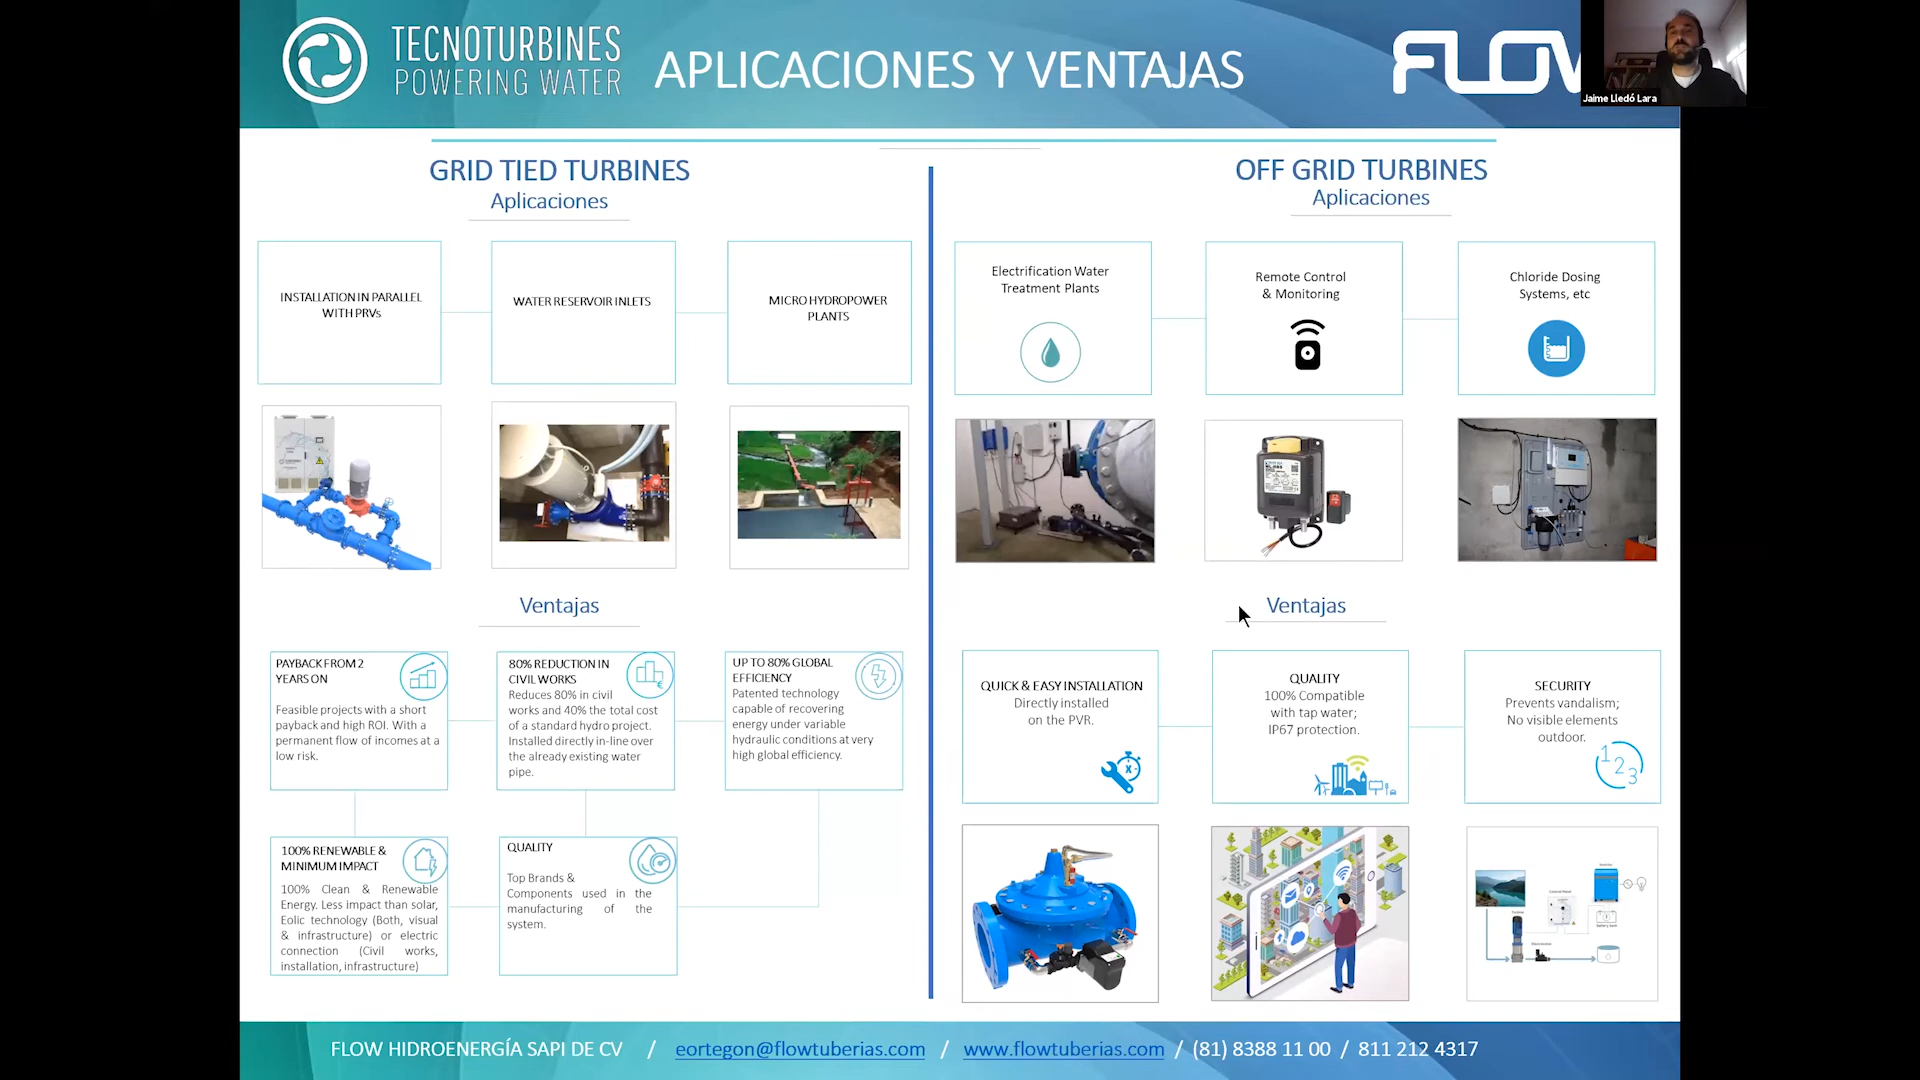 TECNOTURBINES
POWERING WATER
APLICACIONES Y VENTAJAS
FLOW
Jaime Lledó Lara
GRID TIED TURBINES
Aplicaciones
INSTALLATION IN PARALLEL
WITH PRVs
WATER RESERVOIR INLETS
MICRO HYDROPOWER
PLANTS
Ventajas
PAYBACK FROM 2
YEARS ON
Feasible projects with a short
payback and high ROI. With a
permanent flow of incomes at a
low risk.
80% REDUCTION IN
CIVIL WORKS
Reduces 80% in civil
works and 40% the total cost
of a standard hydro project.
Installed directly in-line over
the already existing water
pipe.
UP TO 80% GLOBAL
EFFICIENCY
Patented technology
capable of recovering
energy under variable
hydraulic conditions at very
high global efficiency.
100% RENEWABLE &
MINIMUM IMPACT
100% Clean & Renewable
Energy. Less impact than solar,
Eolic technology (Both, visual
& infrastructure) or electric
connection (Civil works,
installation, infrastructure)
QUALITY
Top Brands &
Components used in the
manufacturing of the
system.
OFF GRID TURBINES
Aplicaciones
Electrification Water
Treatment Plants
Remote Control
& Monitoring
Chloride Dosing
Systems, etc
Ventajas
QUICK & EASY INSTALLATION
Directly installed
on the PVR.
QUALITY
100% Compatible
with tap water;
IP67 protection.
SECURITY
Prevents vandalism;
No visible elements
outdoor.
1 2 3
FLOW HIDROENERGÍA SAPI DE CV / eortegon@flowtuberias.com / www.flowtuberias.com / (81) 8388 11 00 / 811 212 4317